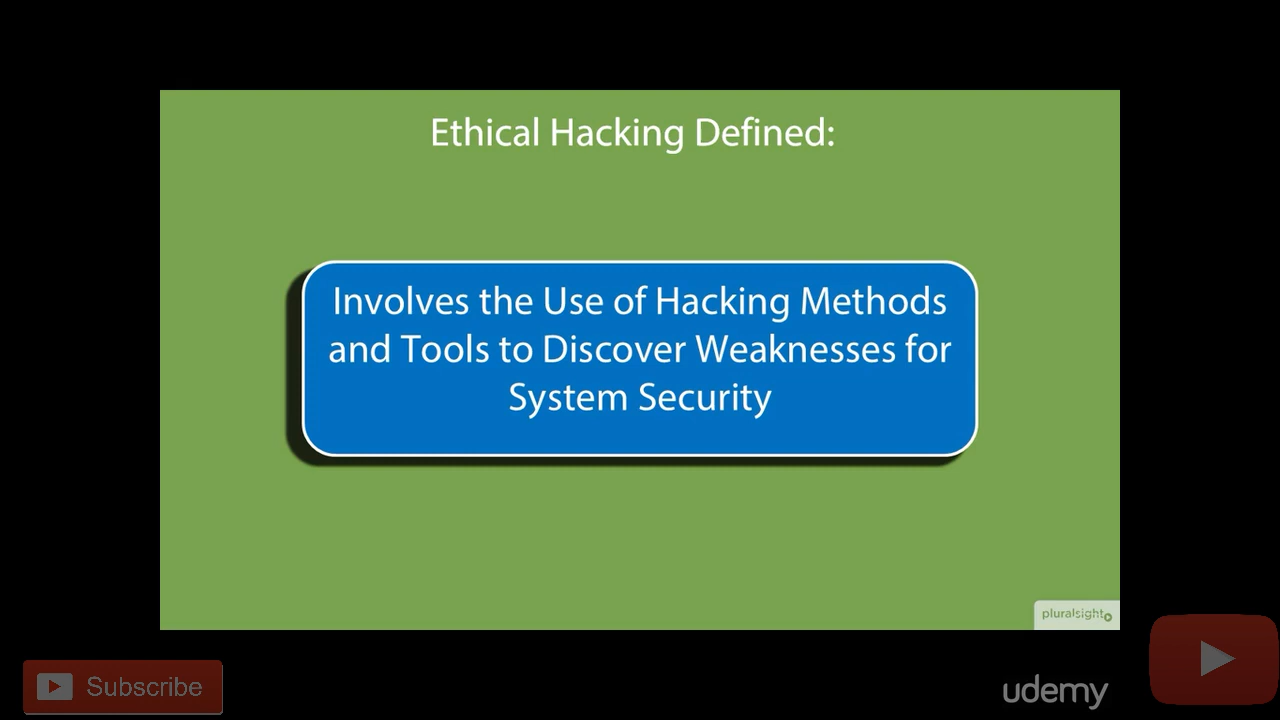 Ethical Hacking Defined:
Involves the Use of Hacking Methods
and Tools to Discover Weaknesses for
System Security
pluralsight
Subscribe
udemy